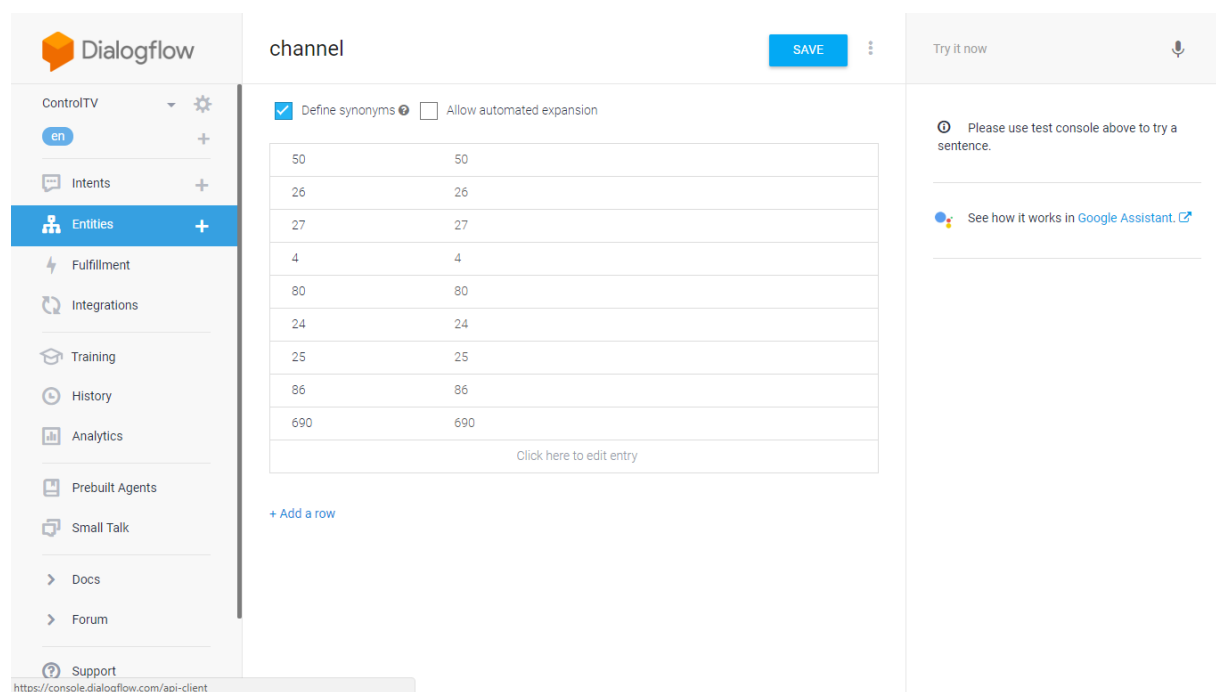 Dialogflow
channel
SAVE
Try it now
ControlTV
en
Define synonyms
Allow automated expansion
Please use test console above to try a
sentence.
50 50
26 26
27 27
4 4
80 80
24 24
25 25
86 86
690 690
Click here to edit entry
+ Add a row
See how it works in Google Assistant.
Intents
Entities
Fulfillment
Integrations
Training
History
Analytics
Prebuilt Agents
Small Talk
Docs
Forum
Support
https://console.dialogflow.com/api-client